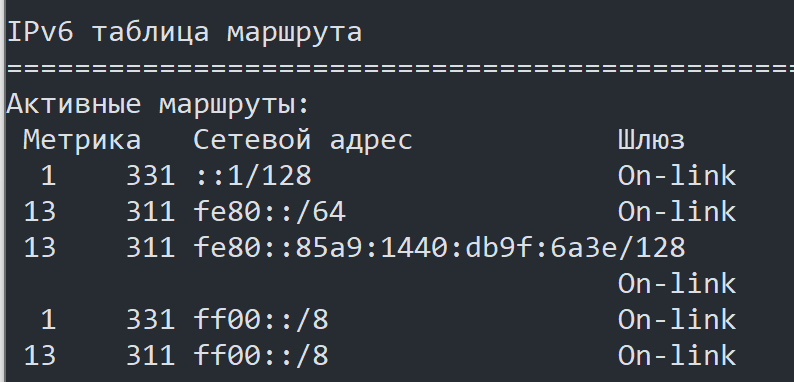 IPv6 таблица маршрута
===============================================
Активные маршруты:
 Метрика   Сетевой адрес            Шлюз
  1    331 ::1/128                  On-link
 13    311 fe80::/64                On-link
 13    311 fe80::85a9:1440:db9f:6a3e/128
                                    On-link
  1    331 ff00::/8                 On-link
 13    311 ff00::/8                 On-link